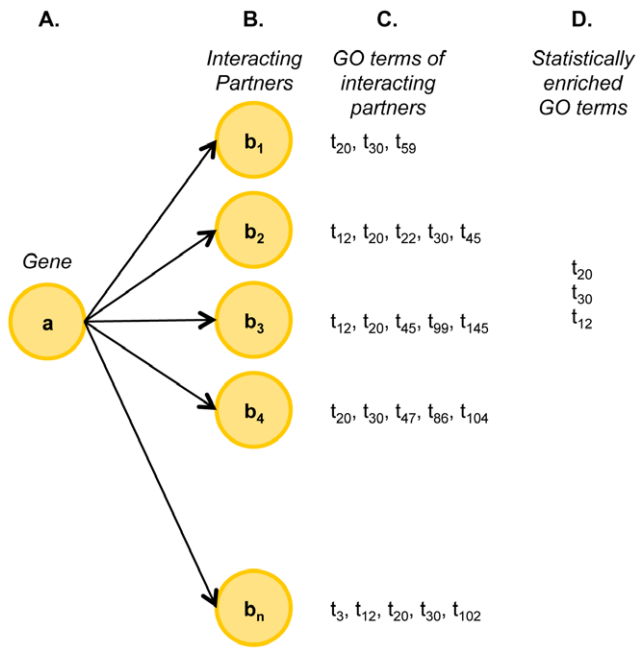 A.
B.
C.
D.
Interacting
Partners
GO terms of
interacting
partners
Statistically
enriched
GO terms
b₁
t₂₀, t₃₀, t₅₉
b₂
t₁₂, t₂₀, t₂₂, t₃₀, t₄₅
Gene
a
b₃
t₁₂, t₂₀, t₄₅, t₉₉, t₁₄₅
t₂₀
t₃₀
t₁₂
b₄
t₂₀, t₃₀, t₄₇, t₈₆, t₁₀₄
bₙ
t₃, t₁₂, t₂₀, t₃₀, t₁₀₂